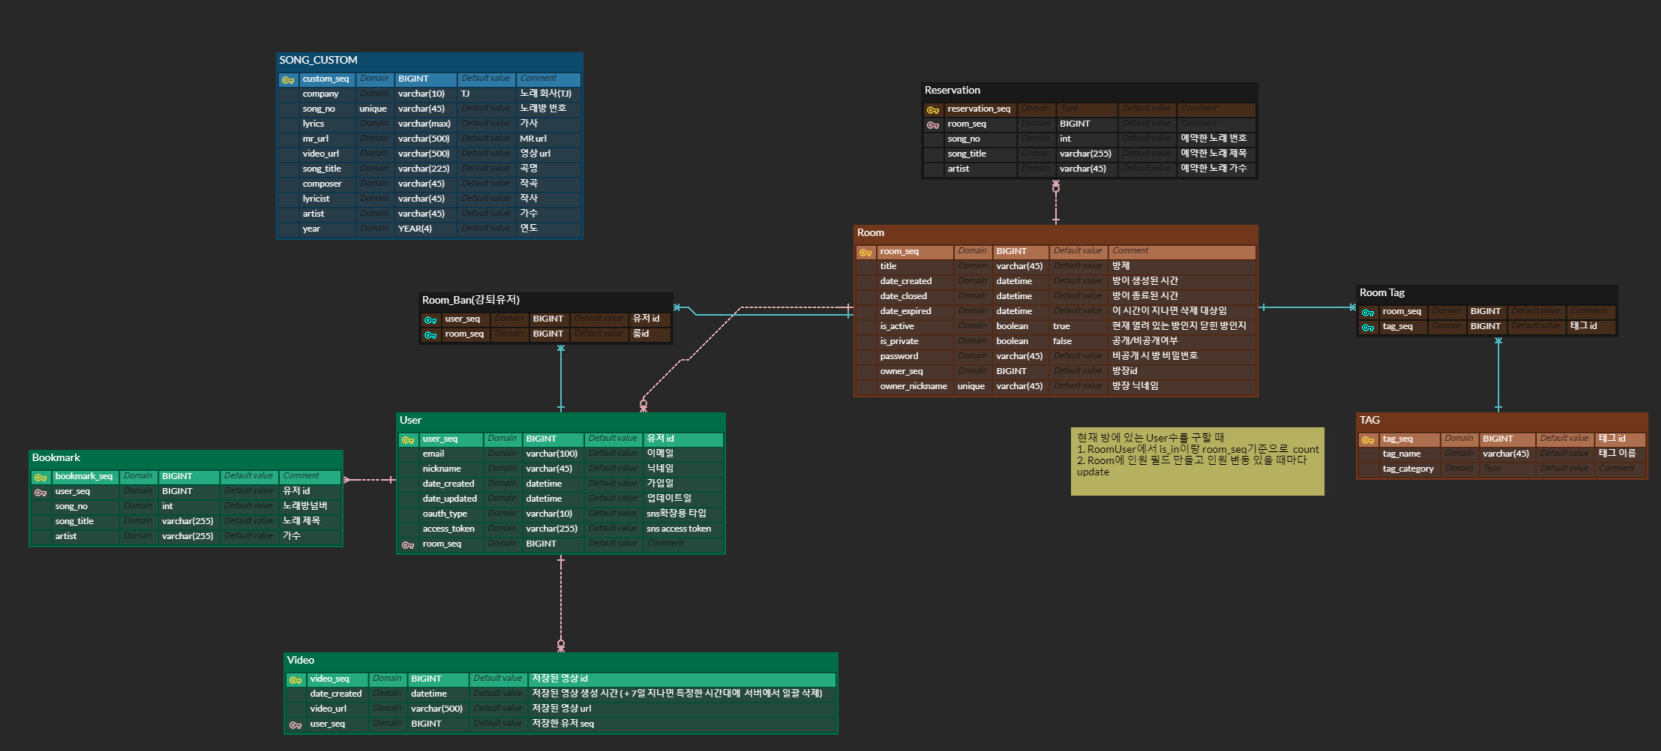 SONG_CUSTOM
custom_seq Domain BIGINT Default value Comment
company Domain varchar(10) TJ 노래 회사(TJ)
song_no unique varchar(45) Default value 노래방 번호
lyrics Domain varchar(max) Default value 가사
mr_url Domain varchar(500) Default value MR url
video_url Domain varchar(500) Default value 영상 url
song_title Domain varchar(225) Default value 곡명
composer Domain varchar(45) Default value 작곡
lyricist Domain varchar(45) Default value 작사
artist Domain varchar(45) Default value 가수
year Domain YEAR(4) Default value 연도
Reservation
reservation_seq Domain Type Default value Comment
room_seq Domain BIGINT Default value Comment
song_no Domain int Default value 예약한 노래 번호
song_title Domain varchar(255) Default value 예약한 노래 제목
artist Domain varchar(45) Default value 예약한 노래 가수
Room
room_seq Domain BIGINT Default value Comment
title Domain varchar(45) Default value 방제
date_created Domain datetime Default value 방이 생성된 시간
date_closed Domain datetime Default value 방이 종료된 시간
date_expired Domain datetime Default value 이 시간이 지나면 삭제 대상임
is_active Domain boolean true 현재 열려 있는 방인지 닫힌 방인지
is_private Domain boolean false 공개/비공개여부
password Domain varchar(45) Default value 비공개 시 방 비밀번호
owner_seq Domain BIGINT Default value 방장id
owner_nickname unique varchar(45) Default value 방장 닉네임
Room_Ban(강퇴유저)
user_seq Domain BIGINT Default value 유저 id
room_seq Domain BIGINT Default value 룸id
Room Tag
room_seq Domain BIGINT Default value Comment
tag_seq Domain BIGINT Default value 태그 id
User
user_seq Domain BIGINT Default value 유저 id
email Domain varchar(100) Default value 이메일
nickname Domain varchar(45) Default value 닉네임
date_created Domain datetime Default value 가입일
date_updated Domain datetime Default value 업데이트일
oauth_type Domain varchar(10) Default value sns확장용 타입
access_token Domain varchar(255) Default value sns access token
room_seq Domain BIGINT Default value Comment
현재 방에 있는 User수를 구할 때
1. RoomUser에서 is_in이랑 room_seq기준으로 count
2. Room에 인원 필드 만들고 인원 변동 있을 때마다
update
TAG
tag_seq Domain BIGINT Default value 태그 id
tag_name Domain varchar(45) Default value 태그 이름
tag_category Domain Type Default value Comment
Bookmark
bookmark_seq Domain BIGINT Default value Comment
user_seq Domain BIGINT Default value 유저 id
song_no Domain int Default value 노래방넘버
song_title Domain varchar(255) Default value 노래 제목
artist Domain varchar(255) Default value 가수
Video
video_seq Domain BIGINT Default value 저장된 영상 id
date_created Domain datetime Default value 저장된 영상 생성 시간 ( + 7일 지나면 특정한 시간대에 서버에서 일괄 삭제)
video_url Domain varchar(500) Default value 저장된 영상 url
user_seq Domain BIGINT Default value 저장한 유저 seq